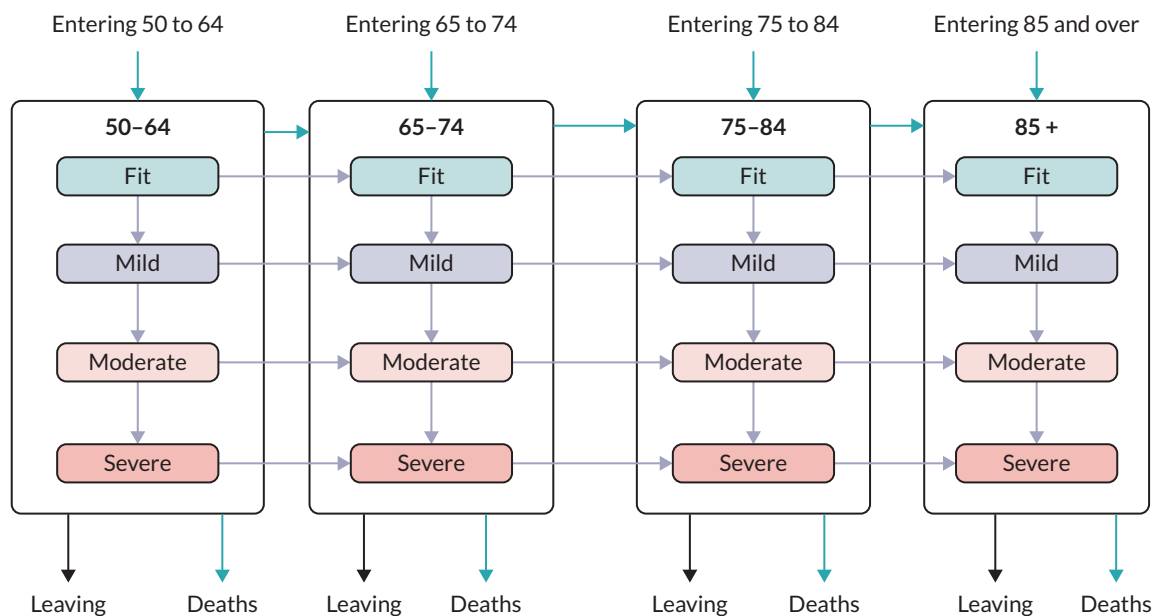 Entering 50 to 64
Entering 65 to 74
Entering 75 to 84
Entering 85 and over
50–64
65–74
75–84
85 +
Fit
Fit
Fit
Fit
Mild
Mild
Mild
Mild
Moderate
Moderate
Moderate
Moderate
Severe
Severe
Severe
Severe
Leaving
Deaths
Leaving
Deaths
Leaving
Deaths
Leaving
Deaths